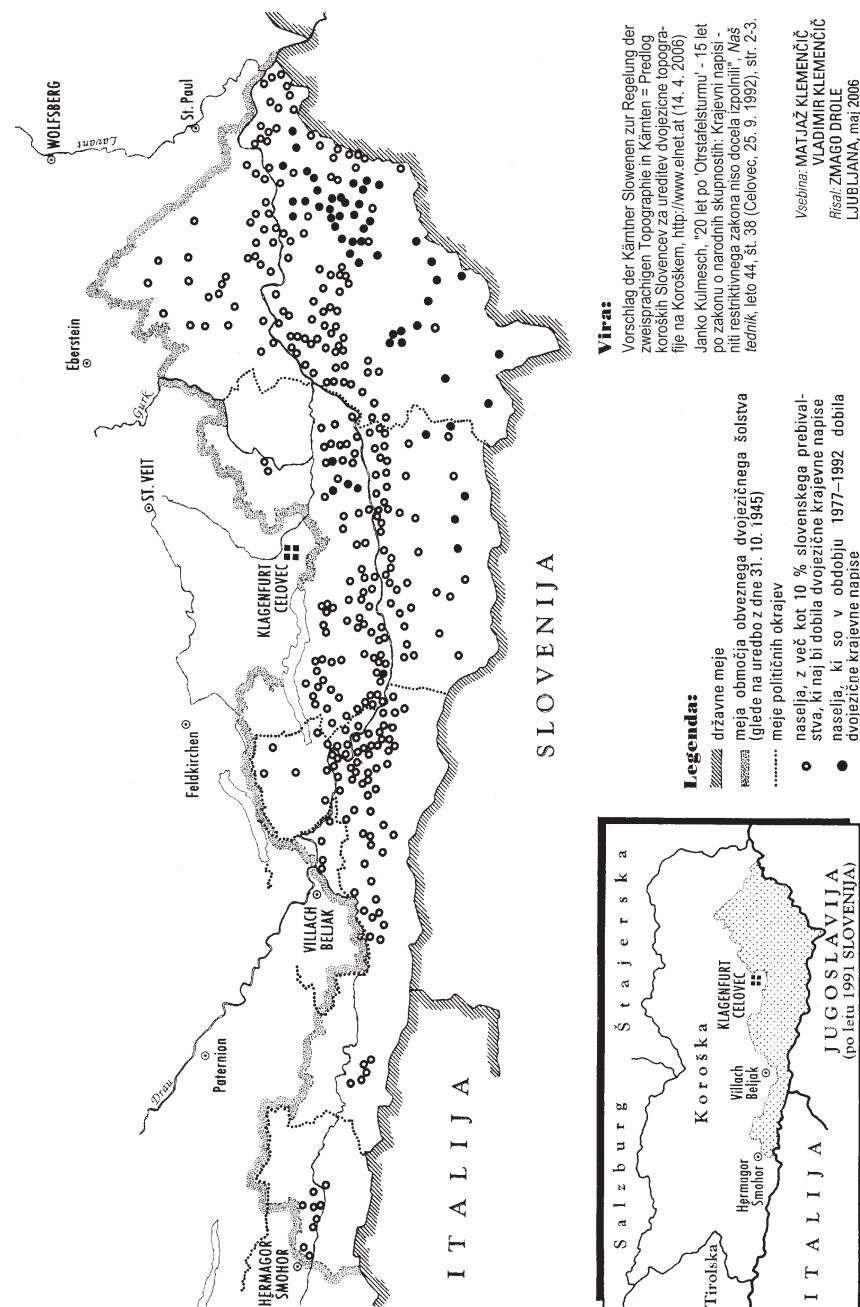 HERMAGOR
SMOHOR
Drau
Paternion
VILLACH
BELJAK
Feldkirchen
KLAGENFURT
CELOVEC
ST. VEIT
Gurk
Eberstein
WOLFSBERG
Lavant
St. Paul
ITALIJA
SLOVENIJA
Salzburg
Štajerska
Koroška
Tirolska
Hermagor
Smohor
Villach
Beljak
KLAGENFURT
CELOVEC
ITALIJA
JUGOSLAVIJA
(po letu 1991 SLOVENIJA)
Legenda:
državne meje
meja območja obveznega dvojezičnega šolstva
(glede na uredbo z dne 31. 10. 1945)
meje političnih okrajev
naselja, z več kot 10 % slovenskega prebival-
stva, ki naj bi dobila dvojezične krajevne napise
naselja, ki so v obdobju 1977–1992 dobila
dvojezične krajevne napise
Vira:
Vorschlag der Kärntner Slowenen zur Regelung der
zweisprachigen Topographie in Kärnten = Predlog
koroških Slovencev za ureditev dvojezicne topogra-
fije na Koroškem, http://www.elnet.at (14. 4. 2006)
Janko Kulmesch, "20 let po 'Otrstafelsturmu' - 15 let
po zakonu o narodnih skupnostih: Krajevni napisi -
niti restriktivnega zakona niso docela izpolnili", Naš
tednik, leto 44, št. 38 (Celovec, 25. 9. 1992), str. 2-3.
Vsebina: MATJAŽ KLEMENČIČ
VLADIMIR KLEMENČIČ
Risal: ZMAGO DROLE
LJUBLJANA, maj 2006